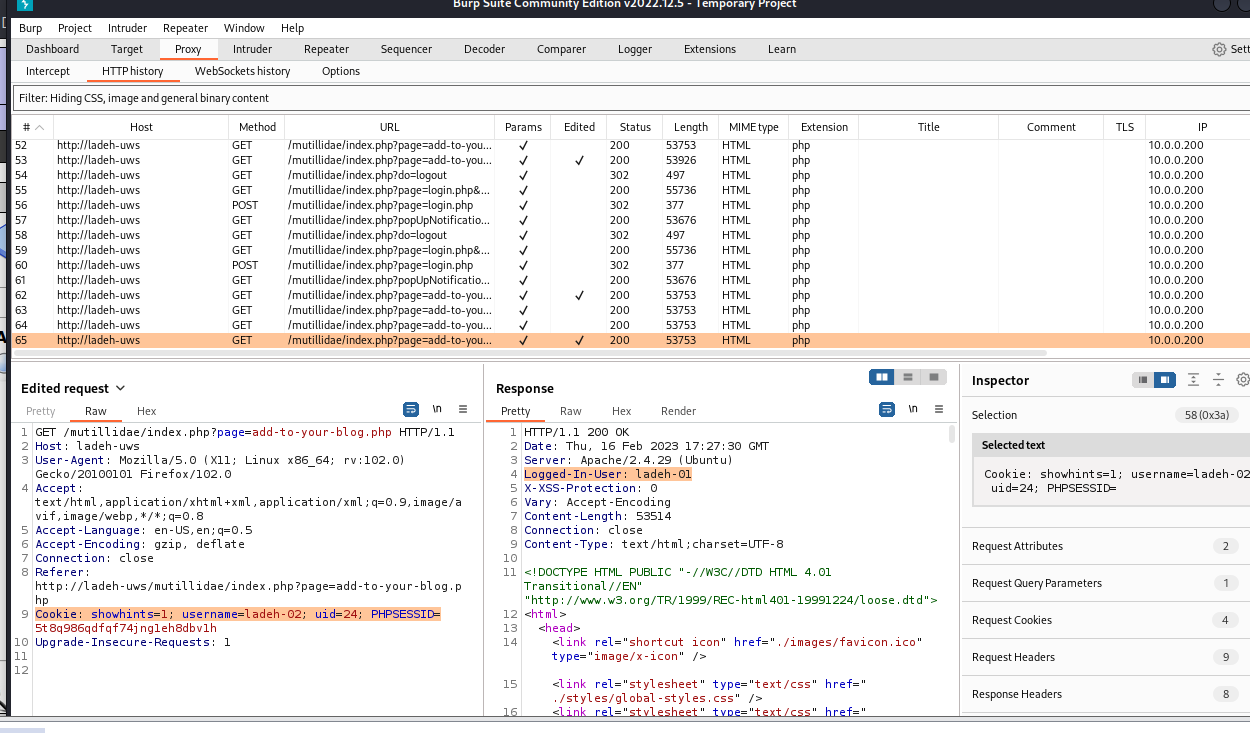 Burp Suite Community Edition v2022.12.5 - Temporary Project
Burp Project Intruder Repeater Window Help
Dashboard Target Proxy Intruder Repeater Sequencer Decoder Comparer Logger Extensions Learn Sett
Intercept HTTP history WebSockets history Options
Filter: Hiding CSS, image and general binary content
# Host Method URL Params Edited Status Length MIME type Extension Title Comment TLS IP
52 http://ladeh-uws GET /mutillidae/index.php?page=add-to-you... ✓ 200 53753 HTML php 10.0.0.200
53 http://ladeh-uws GET /mutillidae/index.php?page=add-to-you... ✓ ✓ 200 53926 HTML php 10.0.0.200
54 http://ladeh-uws GET /mutillidae/index.php?do=logout ✓ 302 497 HTML php 10.0.0.200
55 http://ladeh-uws GET /mutillidae/index.php?page=login.php&... ✓ 200 55736 HTML php 10.0.0.200
56 http://ladeh-uws POST /mutillidae/index.php?page=login.php ✓ 302 377 HTML php 10.0.0.200
57 http://ladeh-uws GET /mutillidae/index.php?popUpNotificatio... ✓ 200 53676 HTML php 10.0.0.200
58 http://ladeh-uws GET /mutillidae/index.php?do=logout ✓ 302 497 HTML php 10.0.0.200
59 http://ladeh-uws GET /mutillidae/index.php?page=login.php&... ✓ 200 55736 HTML php 10.0.0.200
60 http://ladeh-uws POST /mutillidae/index.php?page=login.php ✓ 302 377 HTML php 10.0.0.200
61 http://ladeh-uws GET /mutillidae/index.php?popUpNotificatio... ✓ 200 53676 HTML php 10.0.0.200
62 http://ladeh-uws GET /mutillidae/index.php?page=add-to-you... ✓ ✓ 200 53753 HTML php 10.0.0.200
63 http://ladeh-uws GET /mutillidae/index.php?page=add-to-you... ✓ 200 53753 HTML php 10.0.0.200
64 http://ladeh-uws GET /mutillidae/index.php?page=add-to-you... ✓ 200 53753 HTML php 10.0.0.200
65 http://ladeh-uws GET /mutillidae/index.php?page=add-to-you... ✓ ✓ 200 53753 HTML php 10.0.0.200
Edited request
Pretty Raw Hex \n
1 GET /mutillidae/index.php?page=add-to-your-blog.php HTTP/1.1
2 Host: ladeh-uws
3 User-Agent: Mozilla/5.0 (X11; Linux x86_64; rv:102.0)
Gecko/20100101 Firefox/102.0
4 Accept:
text/html,application/xhtml+xml,application/xml;q=0.9,image/a
vif,image/webp,*/*;q=0.8
5 Accept-Language: en-US,en;q=0.5
6 Accept-Encoding: gzip, deflate
7 Connection: close
8 Referer:
http://ladeh-uws/mutillidae/index.php?page=add-to-your-blog.p
hp
9 Cookie: showhints=1; username=ladeh-02; uid=24; PHPSESSID=
5t8q986qdfqf74jng1eh8dbv1h
10 Upgrade-Insecure-Requests: 1
11
12
Response
Pretty Raw Hex Render \n
1 HTTP/1.1 200 OK
2 Date: Thu, 16 Feb 2023 17:27:30 GMT
3 Server: Apache/2.4.29 (Ubuntu)
4 Logged-In-User: ladeh-01
5 X-XSS-Protection: 0
6 Vary: Accept-Encoding
7 Content-Length: 53514
8 Connection: close
9 Content-Type: text/html;charset=UTF-8
10
11 <!DOCTYPE HTML PUBLIC "-//W3C//DTD HTML 4.01
Transitional//EN"
"http://www.w3.org/TR/1999/REC-html401-19991224/loose.dtd">
12 <html>
13 <head>
14 <link rel="shortcut icon" href="./images/favicon.ico"
type="image/x-icon" />
15 <link rel="stylesheet" type="text/css" href="
./styles/global-styles.css" />
16 <link rel="stylesheet" type="text/css" href="
Inspector
Selection 58 (0x3a)
Selected text
Cookie: showhints=1; username=ladeh-02
uid=24; PHPSESSID=
Request Attributes 2
Request Query Parameters 1
Request Cookies 4
Request Headers 9
Response Headers 8